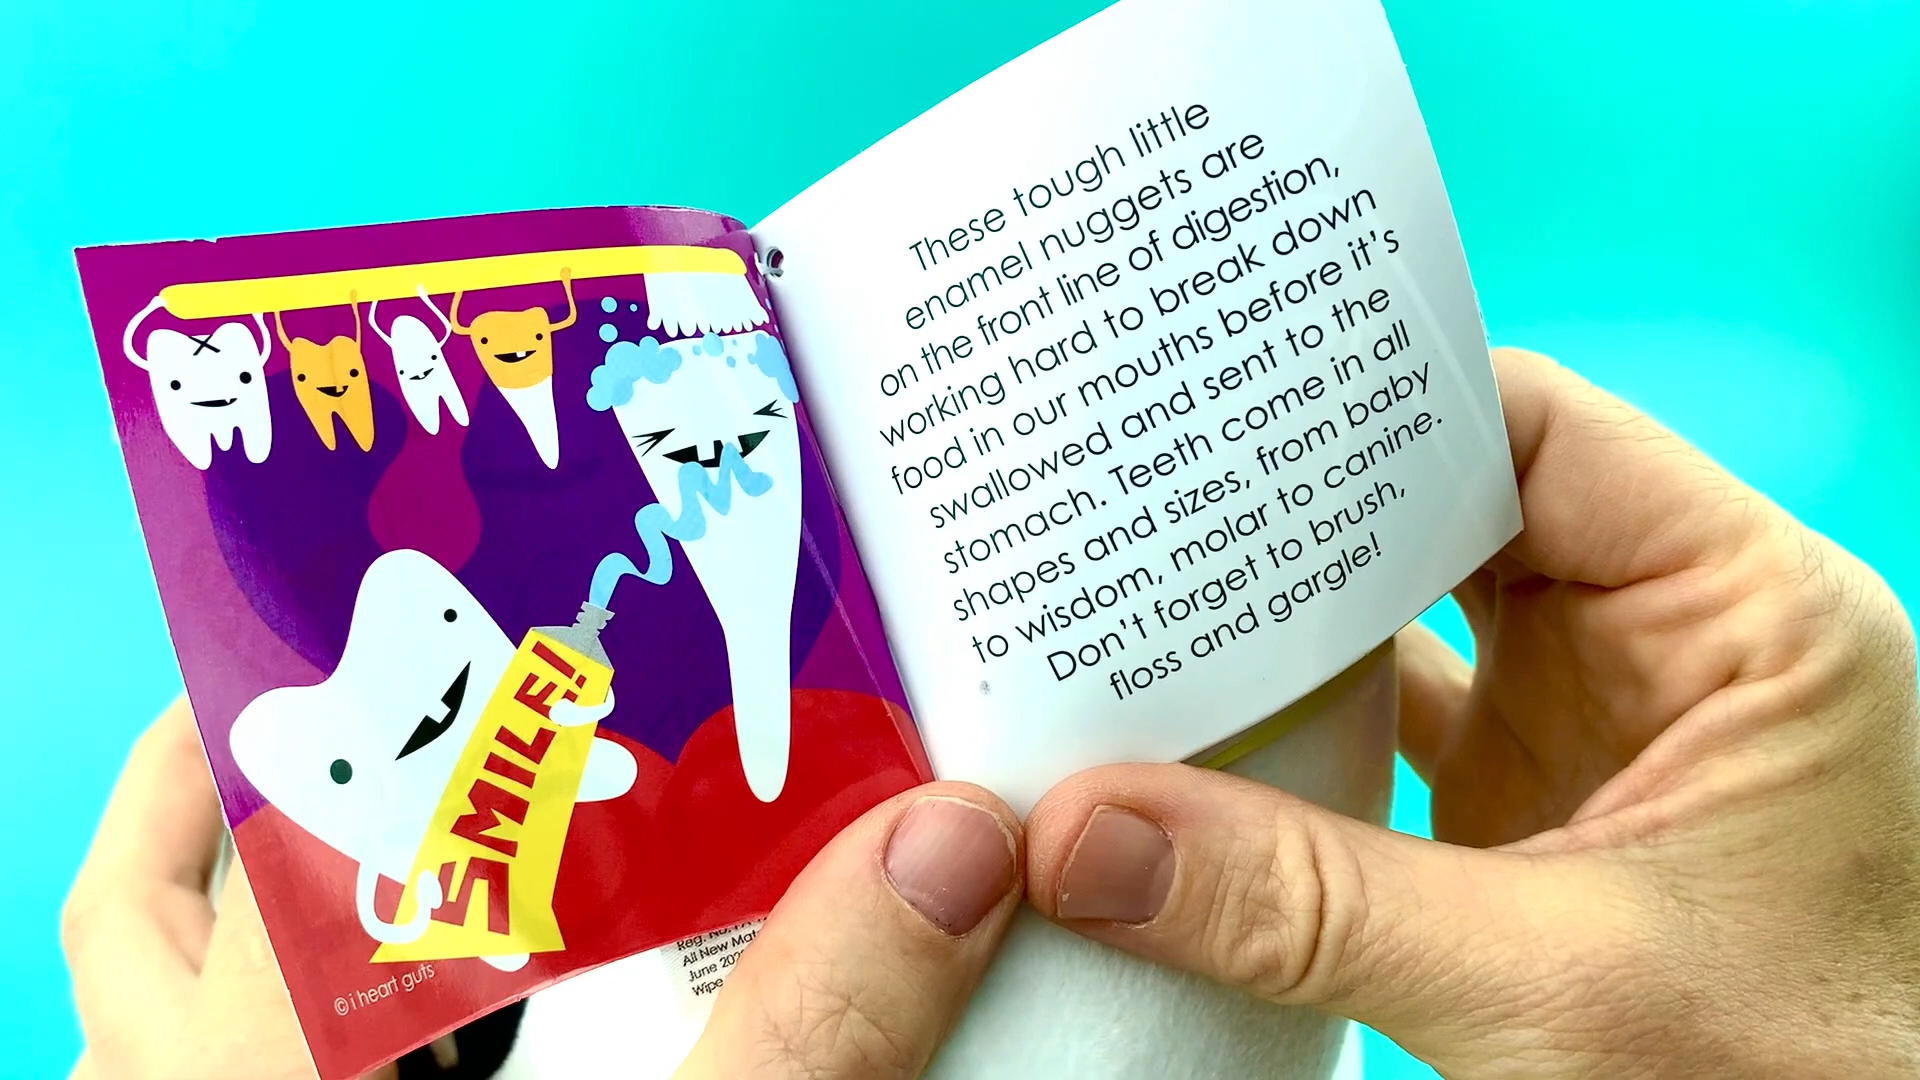 SMILE!
© i heart guts
These tough little
enamel nuggets are
on the front line of digestion,
working hard to break down
food in our mouths before it's
swallowed and sent to the
stomach. Teeth come in all
shapes and sizes, from baby
to wisdom, molar to canine.
Don't forget to brush,
floss and gargle!
Reg. No.
All New
June
Wipe